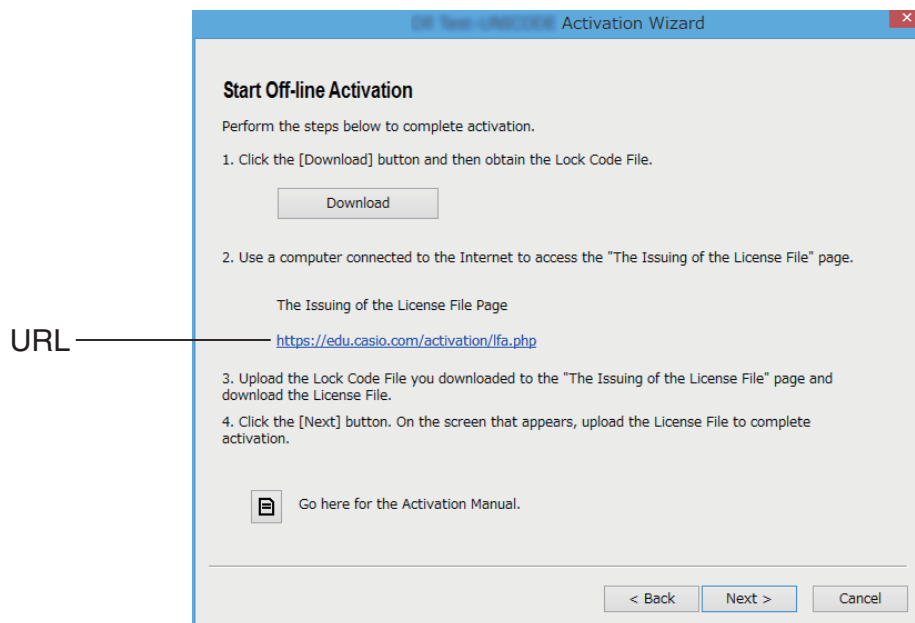 Activation Wizard
Start Off-line Activation
Perform the steps below to complete activation.
1. Click the [Download] button and then obtain the Lock Code File.
Download
2. Use a computer connected to the Internet to access the "The Issuing of the License File" page.
The Issuing of the License File Page
URL
https://edu.casio.com/activation/lfa.php
3. Upload the Lock Code File you downloaded to the "The Issuing of the License File" page and
download the License File.
4. Click the [Next] button. On the screen that appears, upload the License File to complete
activation.
Go here for the Activation Manual.
< Back
Next >
Cancel